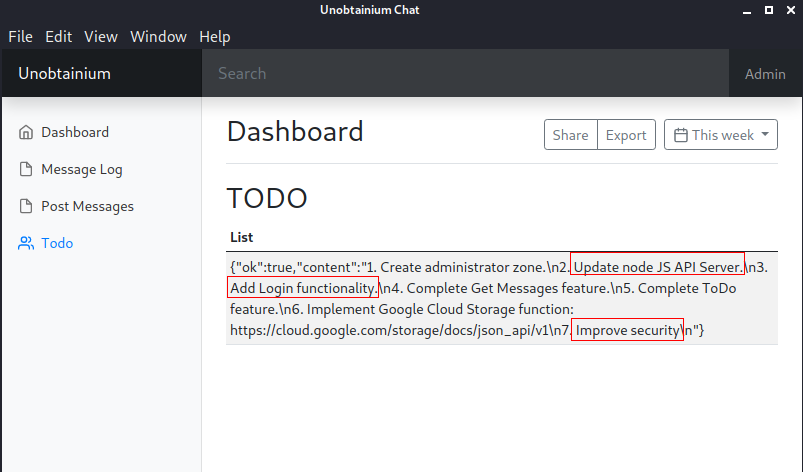 Unobtainium Chat
File Edit View Window Help
Unobtainium Search Admin
Dashboard
Message Log
Post Messages
Todo
Dashboard Share Export This week
TODO
List
{"ok":true,"content":"1. Create administrator zone.\n2. Update node JS API Server.\n3.
Add Login functionality.\n4. Complete Get Messages feature.\n5. Complete ToDo
feature.\n6. Implement Google Cloud Storage function:
https://cloud.google.com/storage/docs/json_api/v1\n7. Improve security\n"}